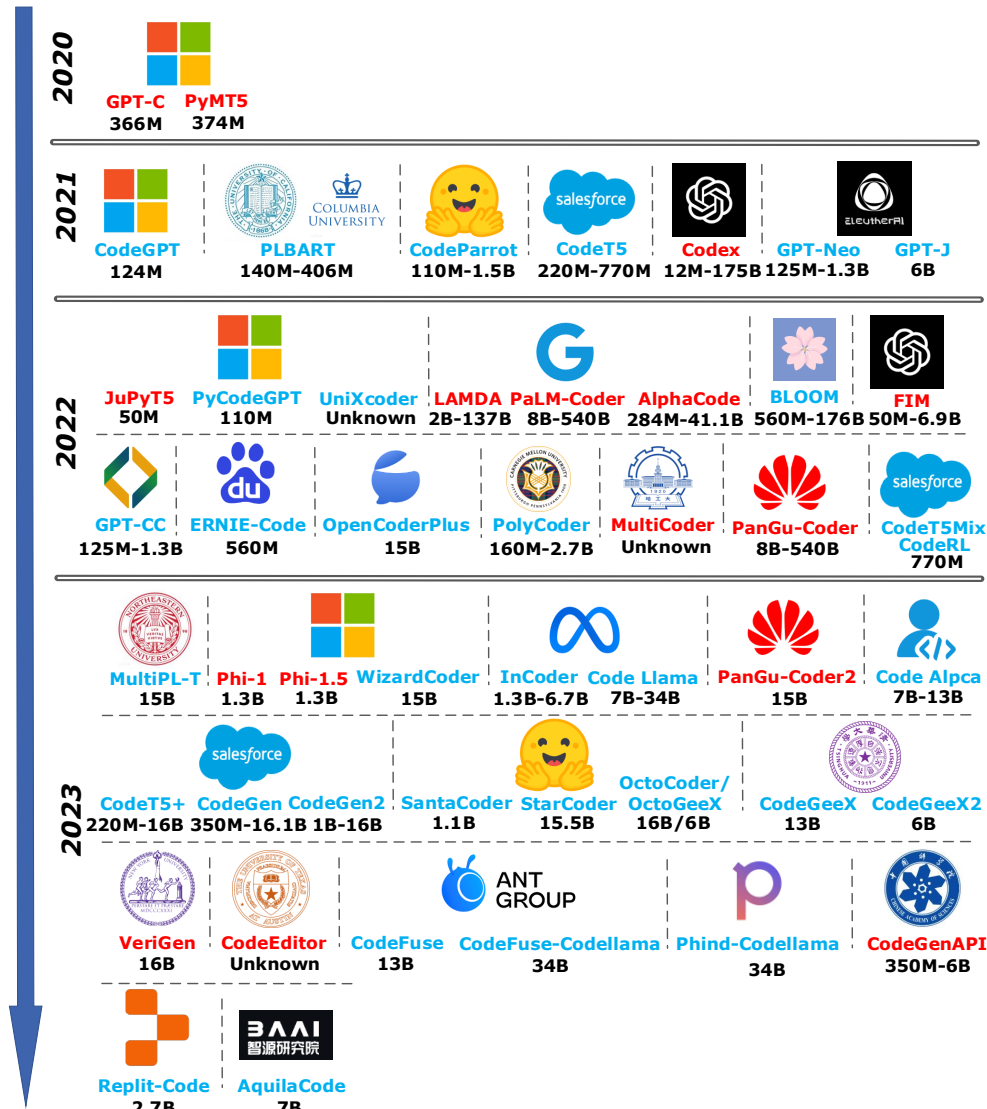 2020
GPT-C PyMT5
366M 374M
2021
COLUMBIA
UNIVERSITY
salesforce
ELeutherAI
CodeGPT PLBART CodeParrot CodeT5 Codex GPT-Neo GPT-J
124M 140M-406M 110M-1.5B 220M-770M 12M-175B 125M-1.3B 6B
2022
JuPyT5 PyCodeGPT UniXcoder LAMDA PaLM-Coder AlphaCode BLOOM FIM
50M 110M Unknown 2B-137B 8B-540B 284M-41.1B 560M-176B 50M-6.9B
du
salesforce
GPT-CC ERNIE-Code OpenCoderPlus PolyCoder MultiCoder PanGu-Coder CodeT5Mix
CodeRL
125M-1.3B 560M 15B 160M-2.7B Unknown 8B-540B 770M
2023
NORTHEASTERN
UNIVERSITY
MultiPL-T Phi-1 Phi-1.5 WizardCoder InCoder Code Llama PanGu-Coder2 Code Alpca
15B 1.3B 1.3B 15B 1.3B-6.7B 7B-34B 15B 7B-13B
salesforce
CodeT5+ CodeGen CodeGen2 SantaCoder StarCoder OctoCoder/
OctoGeeX CodeGeeX CodeGeeX2
220M-16B 350M-16.1B 1B-16B 1.1B 15.5B 16B/6B 13B 6B
ANT
GROUP
VeriGen CodeEditor CodeFuse CodeFuse-Codellama Phind-Codellama CodeGenAPI
16B Unknown 13B 34B 34B 350M-6B
BAAI
智源研究院
Replit-Code AquilaCode
2.7B 7B